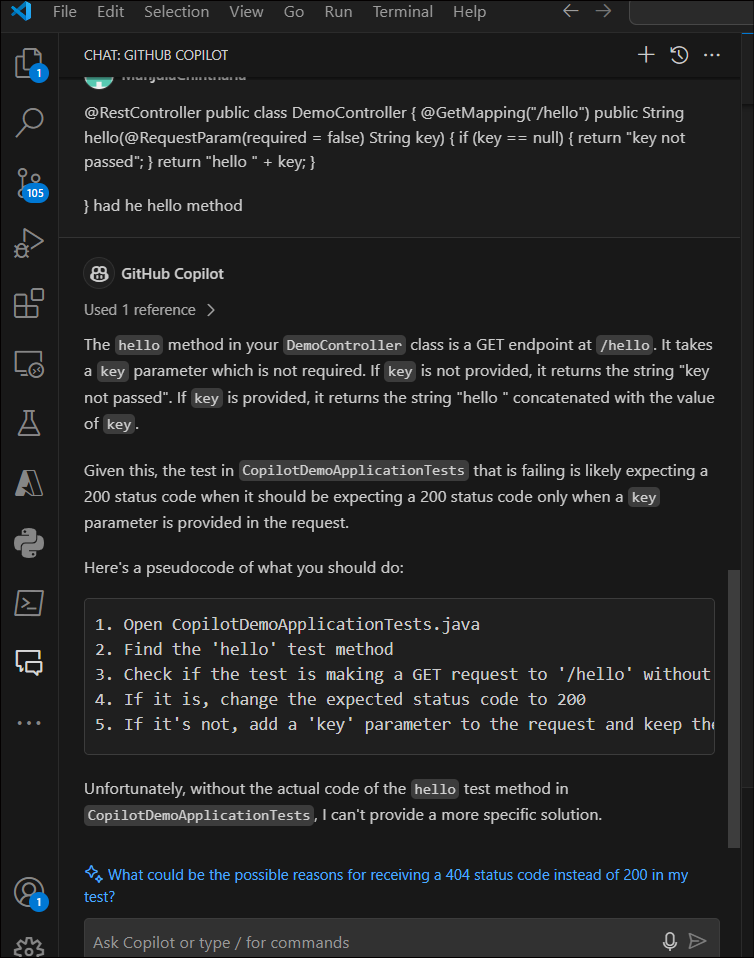 File Edit Selection View Go Run Terminal Help
CHAT: GITHUB COPILOT
1
@RestController public class DemoController { @GetMapping("/hello") public String
hello(@RequestParam(required = false) String key) { if (key == null) { return "key not
passed"; } return "hello " + key; }
105
} had he hello method
GitHub Copilot
Used 1 reference
The hello method in your DemoController class is a GET endpoint at /hello. It takes
a key parameter which is not required. If key is not provided, it returns the string "key
not passed". If key is provided, it returns the string "hello " concatenated with the value
of key.
Given this, the test in CopilotDemoApplicationTests that is failing is likely expecting a
200 status code when it should be expecting a 200 status code only when a key
parameter is provided in the request.
Here's a pseudocode of what you should do:
1. Open CopilotDemoApplicationTests.java
2. Find the 'hello' test method
3. Check if the test is making a GET request to '/hello' without
4. If it is, change the expected status code to 200
5. If it's not, add a 'key' parameter to the request and keep the
Unfortunately, without the actual code of the hello test method in
CopilotDemoApplicationTests, I can't provide a more specific solution.
What could be the possible reasons for receiving a 404 status code instead of 200 in my
test?
1
Ask Copilot or type / for commands